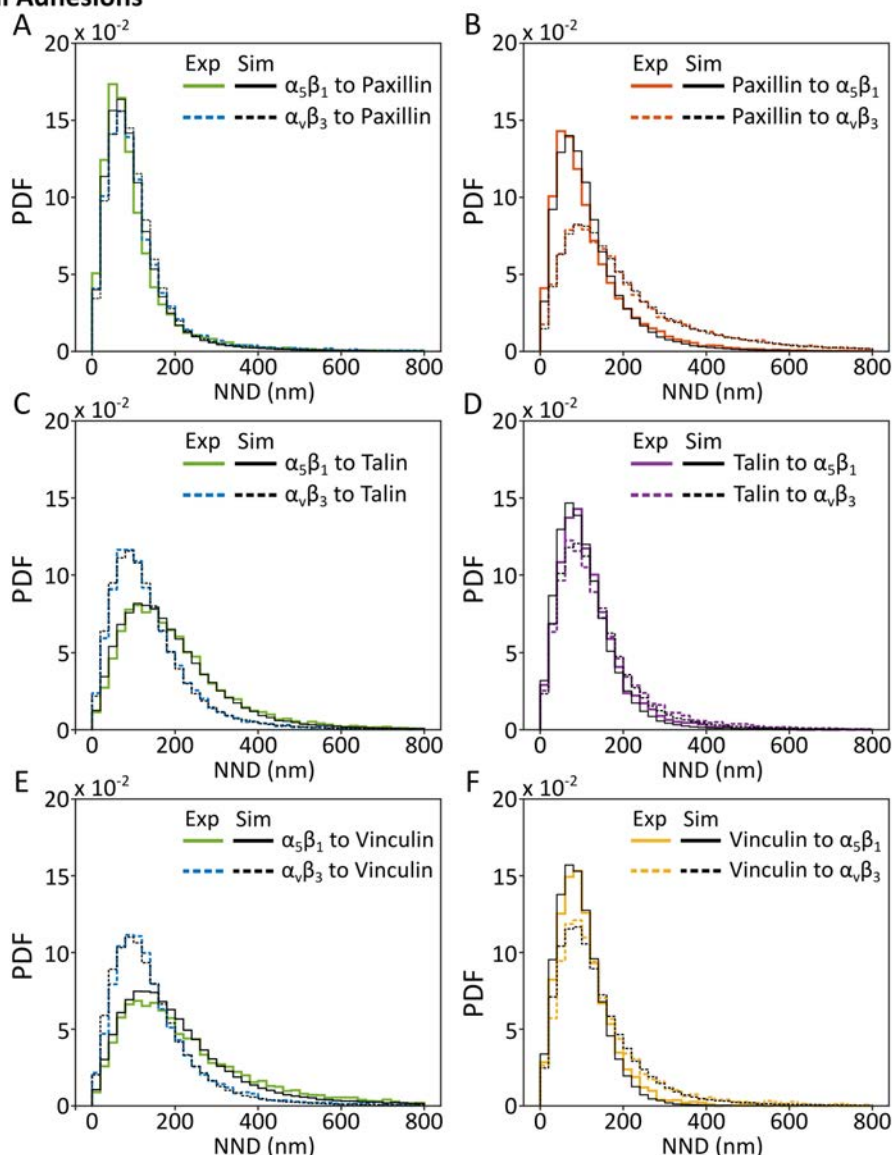 Adhesions
A
20 x 10⁻²
15
10
5
0
PDF
Exp Sim
α₅β₁ to Paxillin
αᵥβ₃ to Paxillin
0 200 400 600 800
NND (nm)
B
20 x 10⁻²
15
10
5
0
PDF
Exp Sim
Paxillin to α₅β₁
Paxillin to αᵥβ₃
0 200 400 600 800
NND (nm)
C
20 x 10⁻²
15
10
5
0
PDF
Exp Sim
α₅β₁ to Talin
αᵥβ₃ to Talin
0 200 400 600 800
NND (nm)
D
20 x 10⁻²
15
10
5
0
PDF
Exp Sim
Talin to α₅β₁
Talin to αᵥβ₃
0 200 400 600 800
NND (nm)
E
20 x 10⁻²
15
10
5
0
PDF
Exp Sim
α₅β₁ to Vinculin
αᵥβ₃ to Vinculin
0 200 400 600 800
NND (nm)
F
20 x 10⁻²
15
10
5
0
PDF
Exp Sim
Vinculin to α₅β₁
Vinculin to αᵥβ₃
0 200 400 600 800
NND (nm)